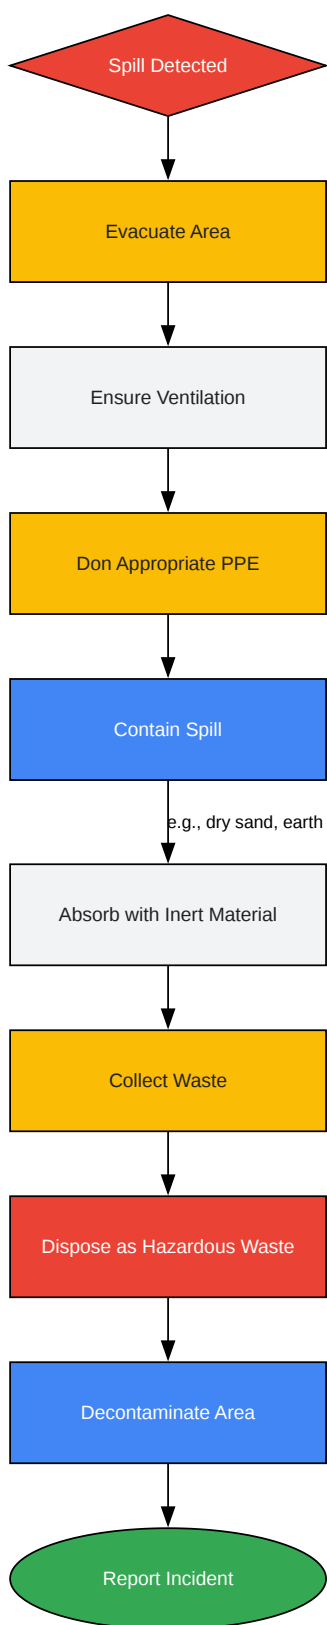 Spill Detected
Evacuate Area
Ensure Ventilation
Don Appropriate PPE
Contain Spill
e.g., dry sand, earth
Absorb with Inert Material
Collect Waste
Dispose as Hazardous Waste
Decontaminate Area
Report Incident